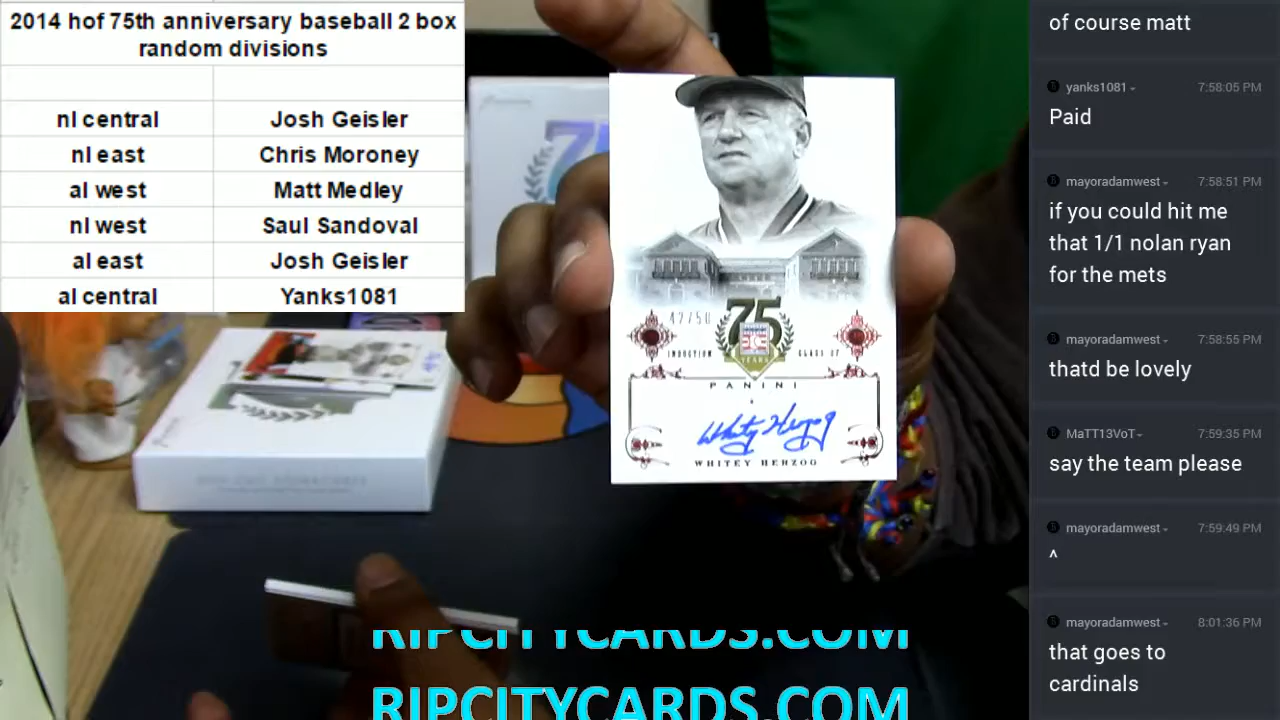 2014 hof 75th anniversary baseball 2 box
random divisions
nl central Josh Geisler
nl east Chris Moroney
al west Matt Medley
nl west Saul Sandoval
al east Josh Geisler
al central Yanks1081
75
42/50
75
YEARS
INDUCTION CLASS OF
PANINI
Whitey Herzog
WHITEY HERZOG
RIPCITYCARDS.COM
RIPCITYCARDS.COM
of course matt
yanks1081 7:58:05 PM
Paid
mayoradamwest 7:58:51 PM
if you could hit me
that 1/1 nolan ryan
for the mets
mayoradamwest 7:58:55 PM
thatd be lovely
MaTT13VoT 7:59:35 PM
say the team please
mayoradamwest 7:59:49 PM
^
mayoradamwest 8:01:36 PM
that goes to
cardinals